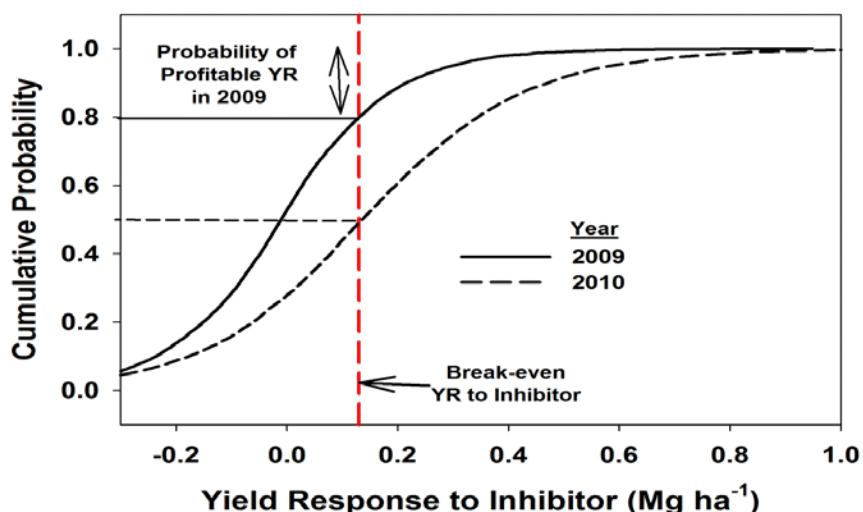 Probability of
Profitable YR
in 2009
1.0
0.8
0.6
0.4
0.2
0.0
Cumulative Probability
Year
2009
2010
Break-even
YR to Inhibitor
-0.2 0.0 0.2 0.4 0.6 0.8 1.0
Yield Response to Inhibitor (Mg ha⁻¹)